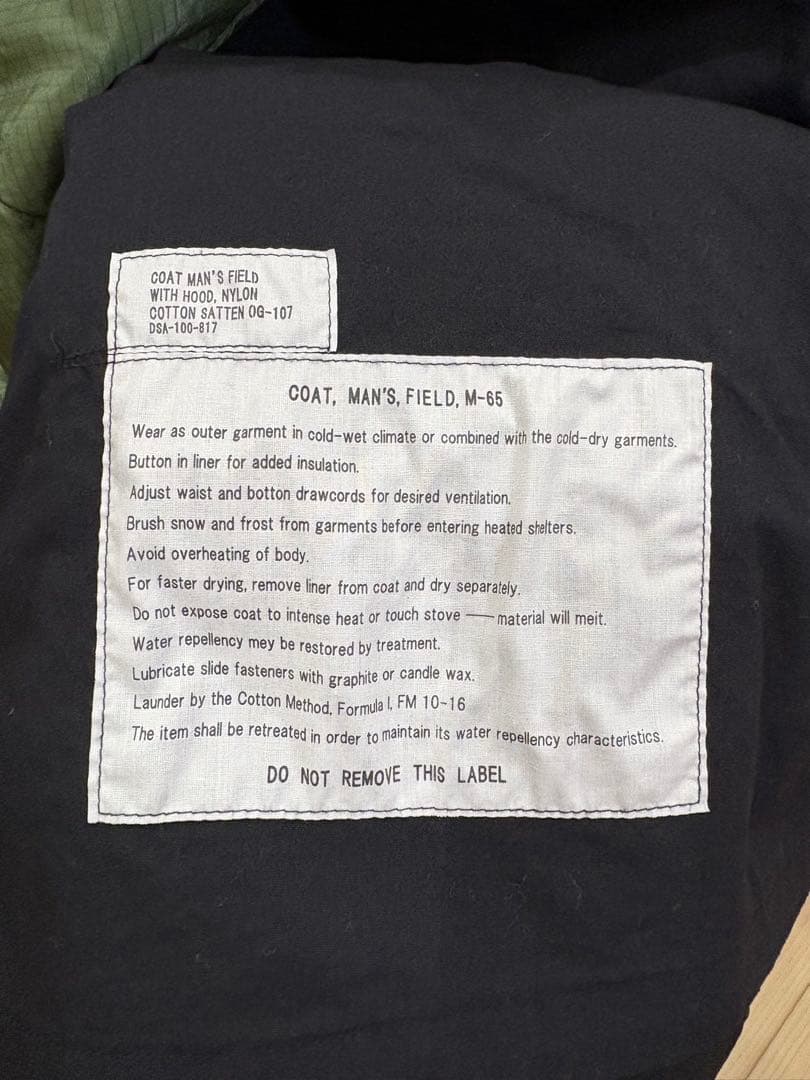 COAT MAN'S FIELD
WITH HOOD, NYLON
COTTON SATTEN OG-107
DSA-100-817
COAT, MAN'S, FIELD, M-65
Wear as outer garment in cold-wet climate or combined with the cold-dry garments.
Button in liner for added insulation.
Adjust waist and botton drawcords for desired ventilation.
Brush snow and frost from garments before entering heated shelters.
Avoid overheating of body.
For faster drying, remove liner from coat and dry separately.
Do not expose coat to intense heat or touch stove — material will meit.
Water repellency mey be restored by treatment.
Lubricate slide fasteners with graphite or candle wax.
Launder by the Cotton Method, Formula I, FM 10-16
The item shall be retreated in order to maintain its water repellency characteristics.
DO NOT REMOVE THIS LABEL